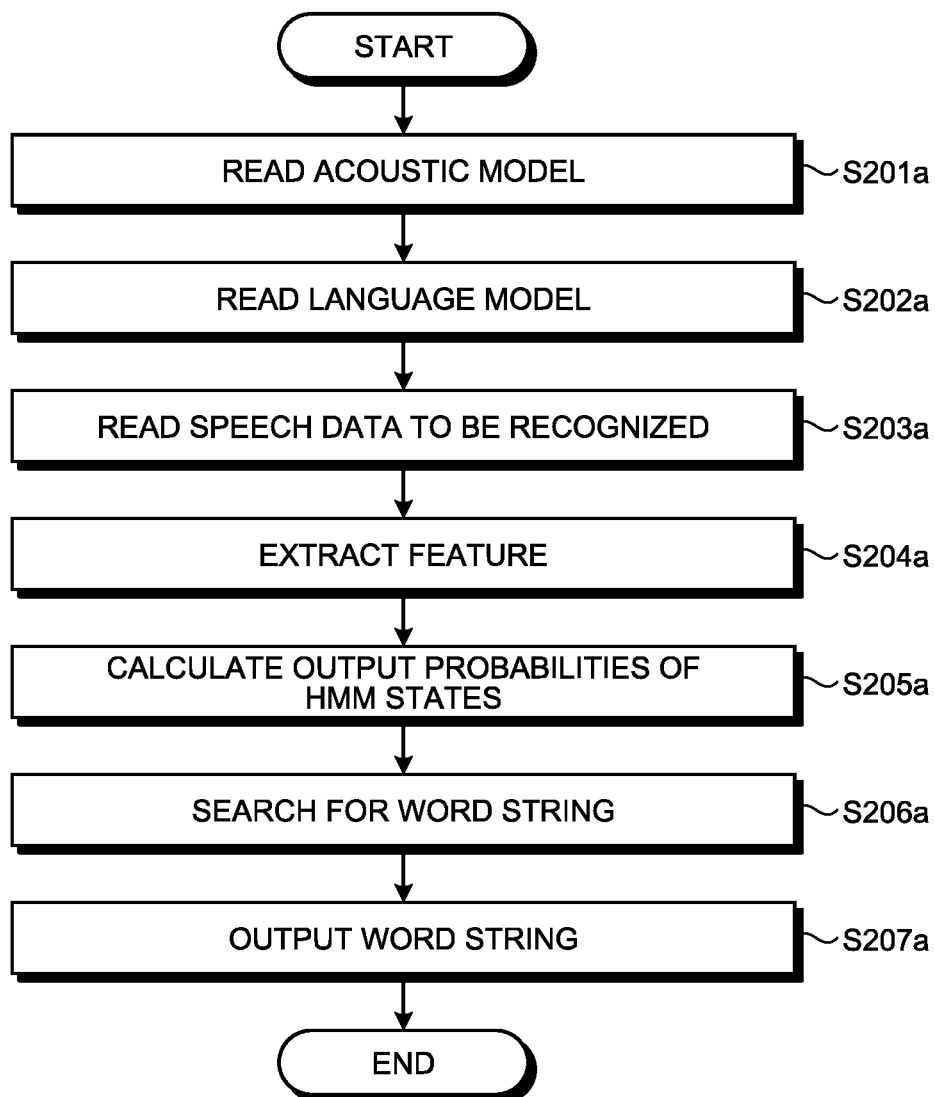 START
READ ACOUSTIC MODEL
S201a
READ LANGUAGE MODEL
S202a
READ SPEECH DATA TO BE RECOGNIZED
S203a
EXTRACT FEATURE
S204a
CALCULATE OUTPUT PROBABILITIES OF
HMM STATES
S205a
SEARCH FOR WORD STRING
S206a
OUTPUT WORD STRING
S207a
END